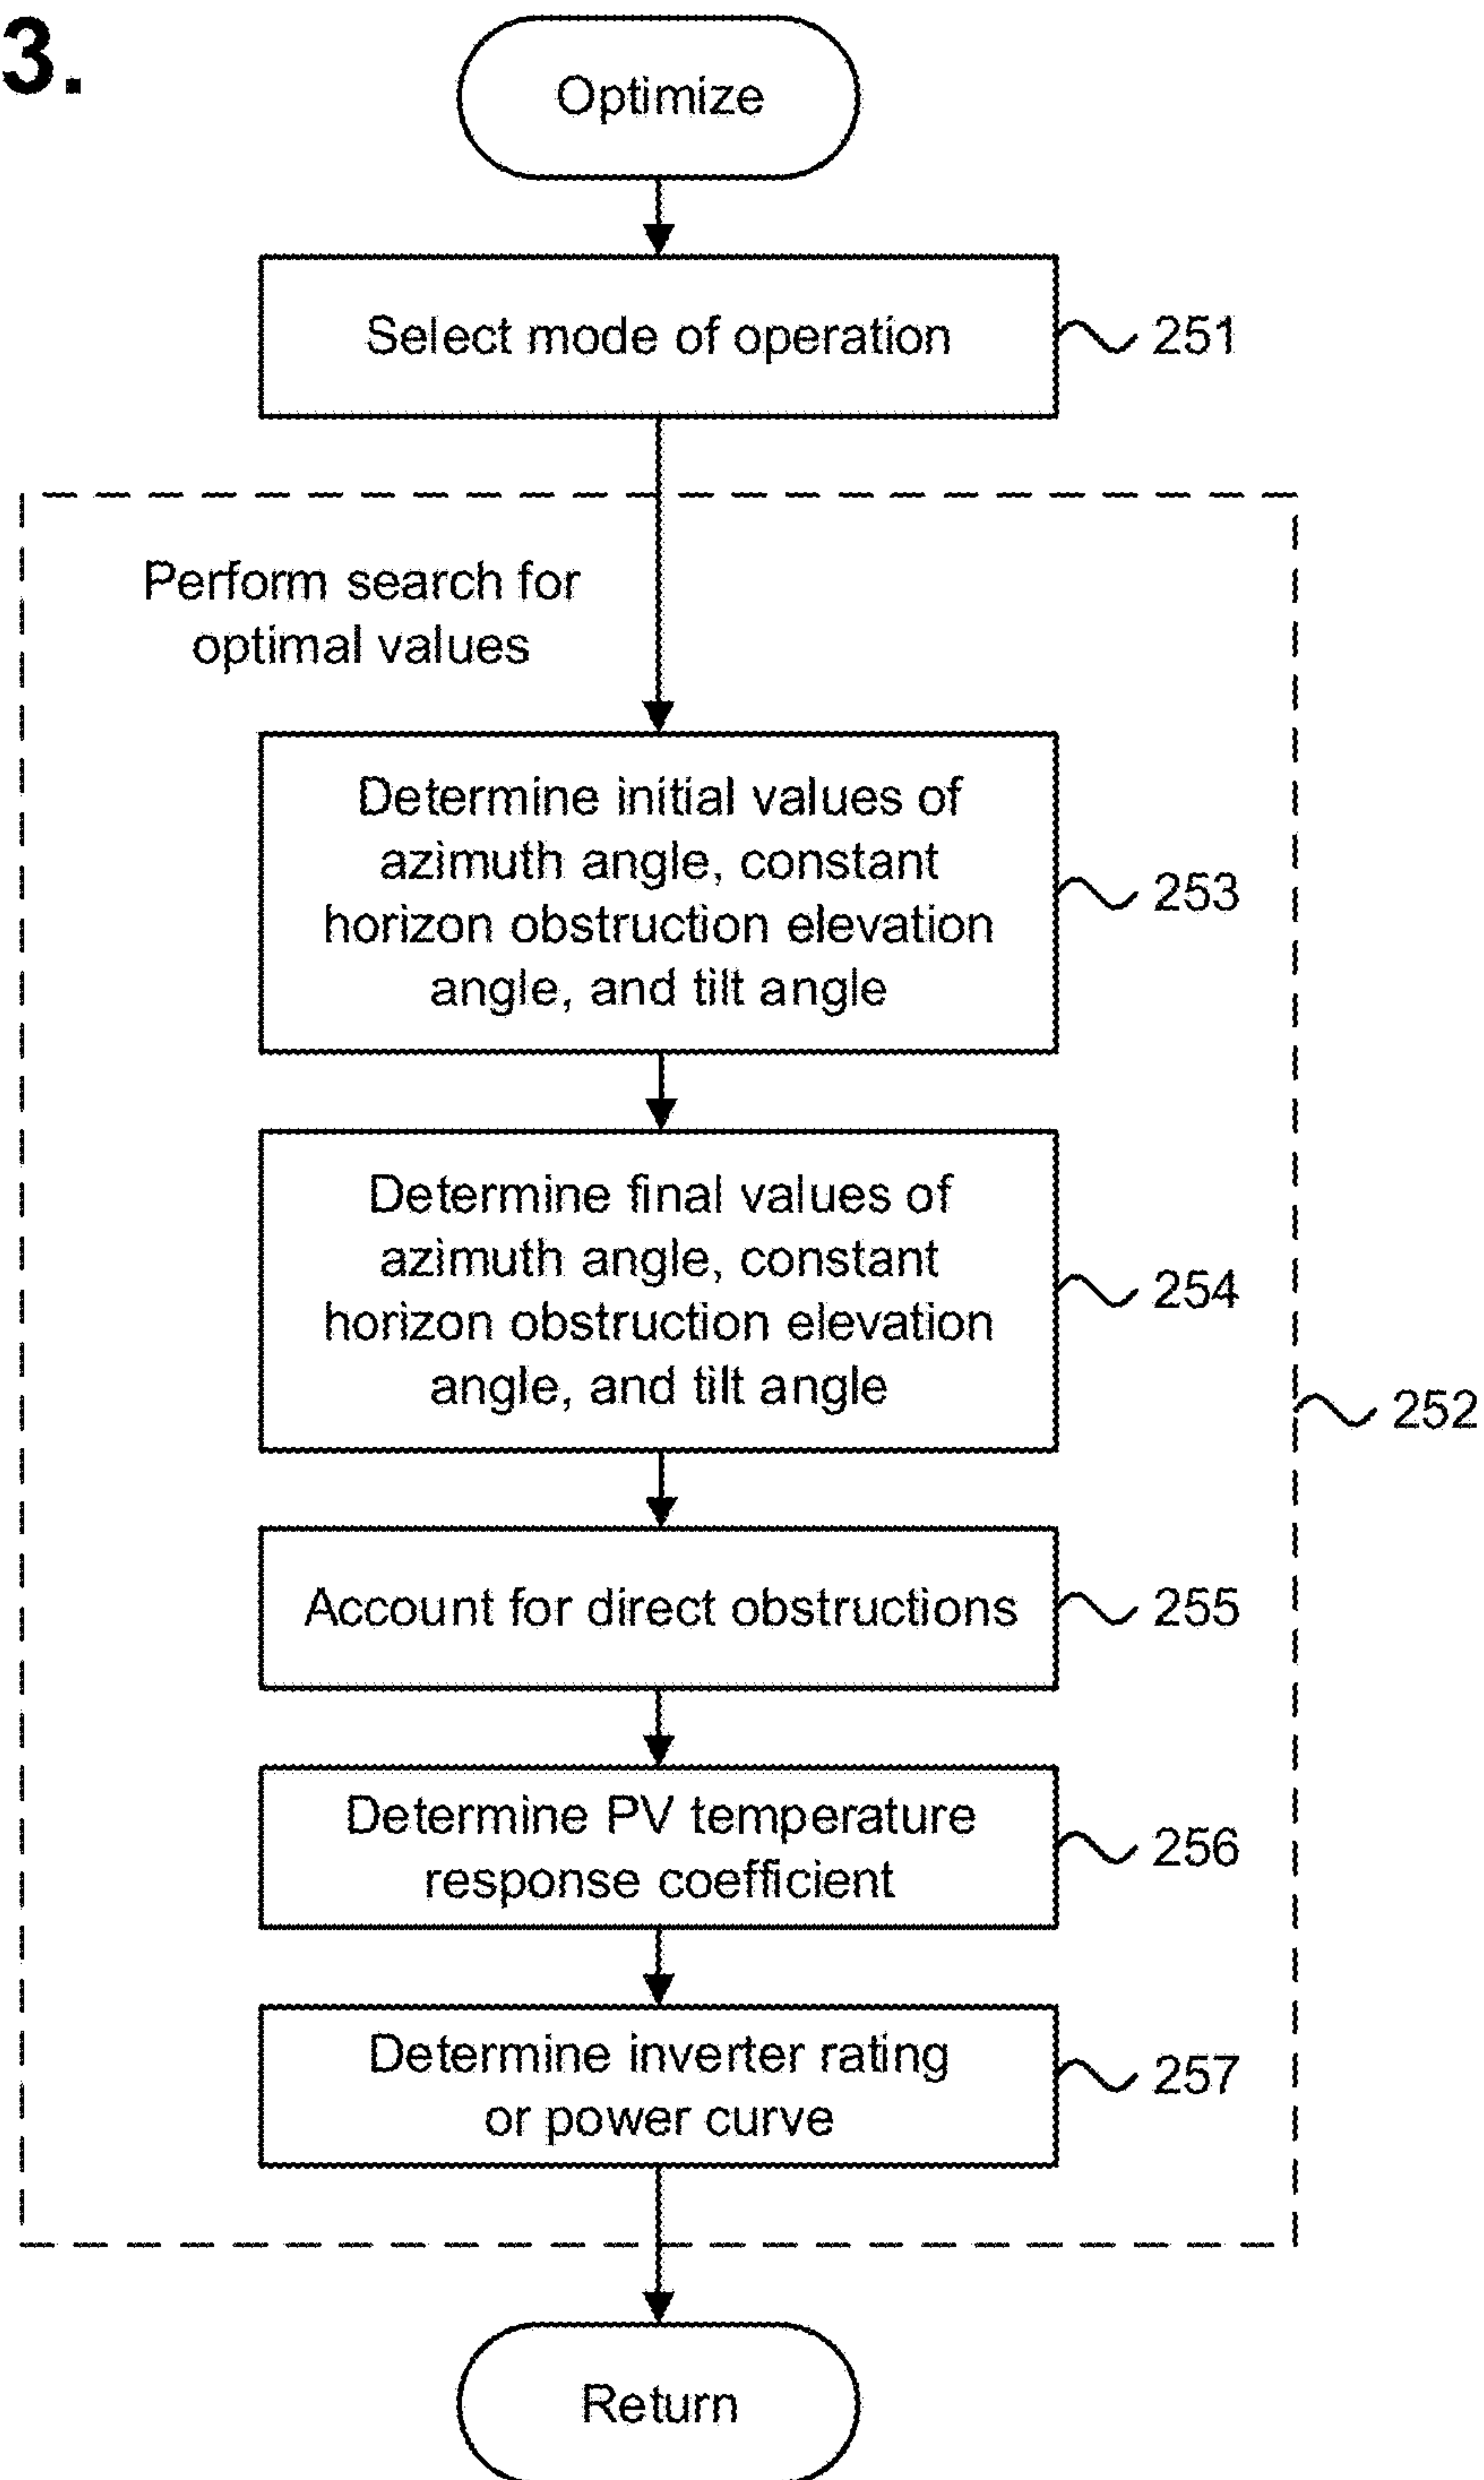 3.
Optimize
Select mode of operation
251
Perform search for
optimal values
Determine initial values of
azimuth angle, constant
horizon obstruction elevation
angle, and tilt angle
253
Determine final values of
azimuth angle, constant
horizon obstruction elevation
angle, and tilt angle
254
252
Account for direct obstructions
255
Determine PV temperature
response coefficient
256
Determine inverter rating
or power curve
257
Return